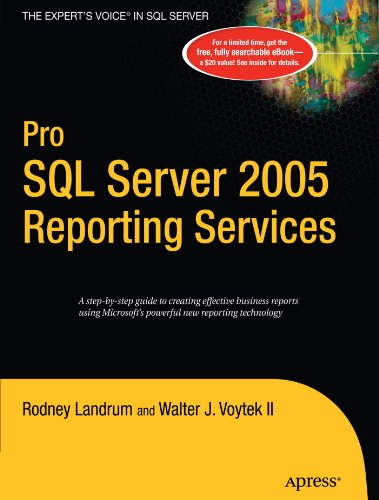 THE EXPERT'S VOICE® IN SQL SERVER
For a limited time, get the
free, fully searchable eBook—
a $20 value! See inside for details.
Pro
SQL Server 2005
Reporting Services
A step-by-step guide to creating effective business reports
using Microsoft's powerful new reporting technology
Rodney Landrum and Walter J. Voytek II
Apress®